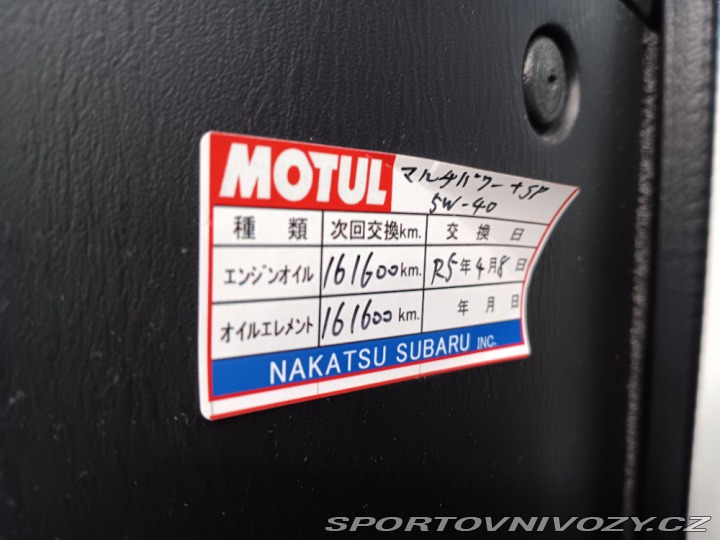 MOTUL マルチパワー+SP
5W-40
種 類 次回交換km. 交 換 日
エンジンオイル 161600km. R5年4月8日
オイルエレメント 161600km. 年 月 日
NAKATSU SUBARU INC.
SPORTOVNIVOZY.CZ